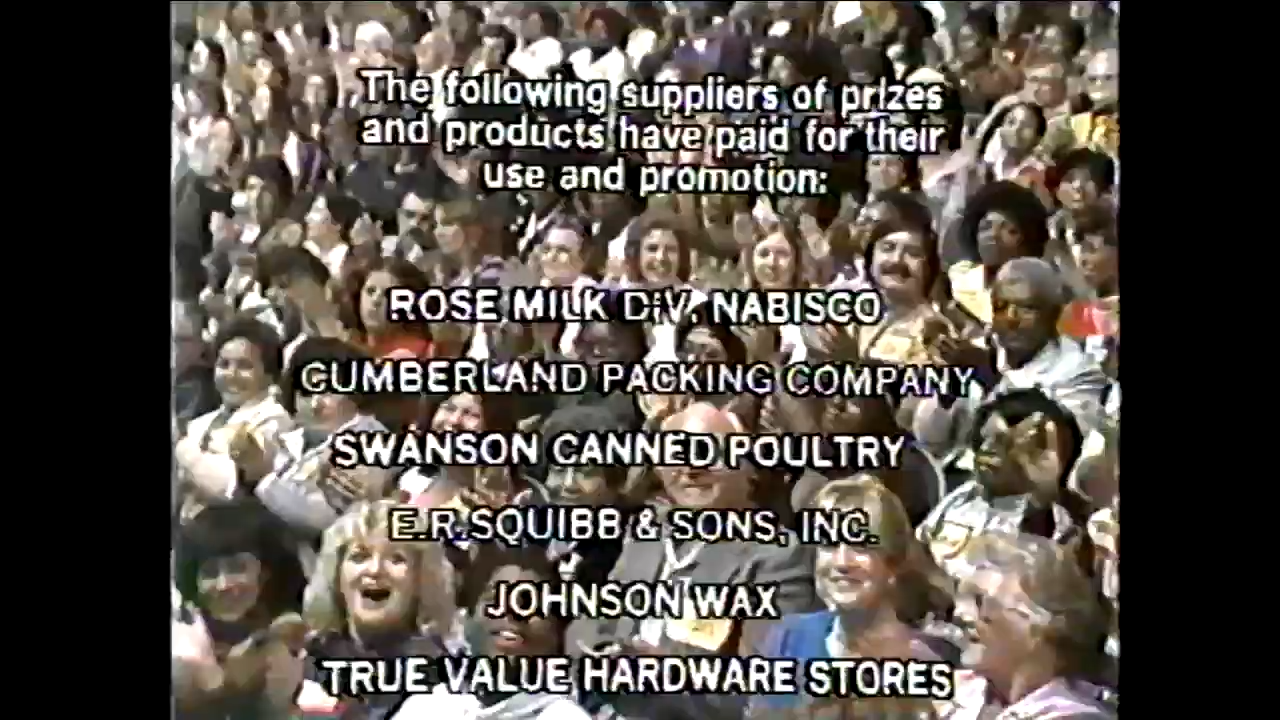 The following suppliers of prizes
and products have paid for their
use and promotion:
ROSE MILK DIV. NABISCO
CUMBERLAND PACKING COMPANY
SWANSON CANNED POULTRY
E.R. SQUIBB & SONS, INC.
JOHNSON WAX
TRUE VALUE HARDWARE STORES